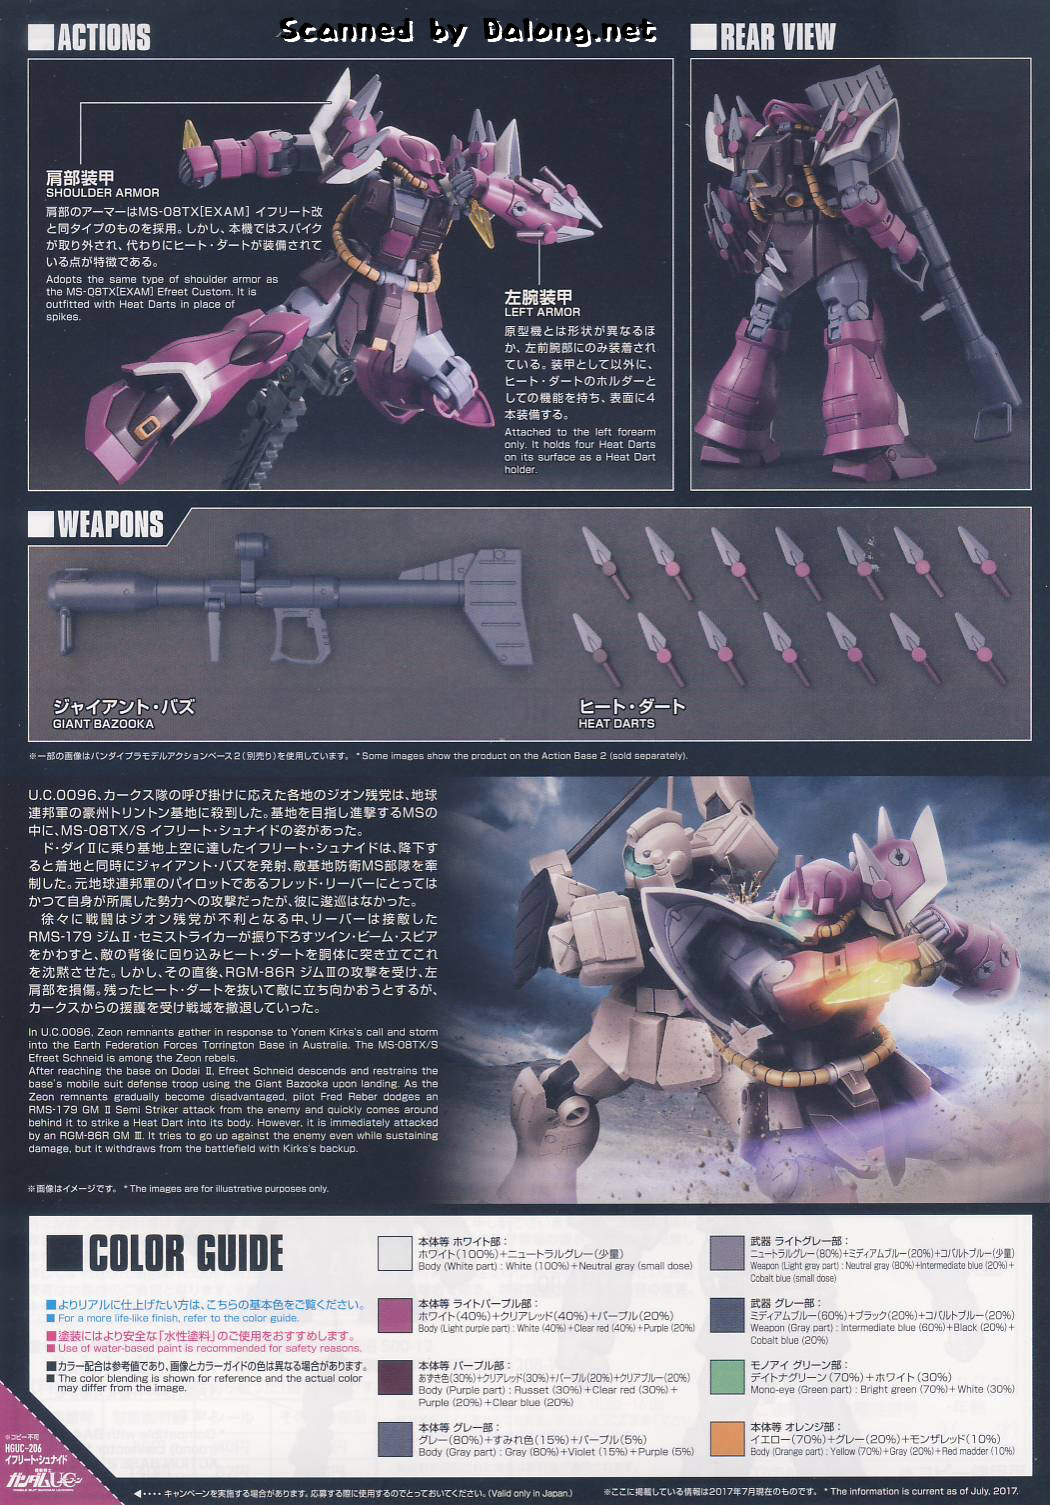 Scanned by Dalong.net
ACTIONS
REAR VIEW
肩部装甲
SHOULDER ARMOR
肩部のアーマーはMS-08TX[EXAM] イフリート改
と同タイプのものを採用。しかし、本機ではスパイク
が取り外され、代わりにヒート・ダートが装備されて
いる点が特徴である。
Adopts the same type of shoulder armor as
the MS-08TX[EXAM] Efreet Custom. It is
outfitted with Heat Darts in place of
spikes.
左腕装甲
LEFT ARMOR
原型機とは形状が異なるほ
か、左前腕部にのみ装着され
ている。装甲として以外に、
ヒート・ダートのホルダーと
しての機能を持ち、表面に4
本装備する。
Attached to the left forearm
only. It holds four Heat Darts
on its surface as a Heat Dart
holder.
WEAPONS
ジャイアント・バズ
GIANT BAZOOKA
ヒート・ダート
HEAT DARTS
※一部の画像はバンダイプラモデルアクションベース2(別売り)を使用しています。 *Some images show the product on the Action Base 2 (sold separately).
U.C.0096、カークス隊の呼び掛けに応えた各地のジオン残党は、地球
連邦軍の豪州トリントン基地に殺到した。基地を目指し進撃するMSの
中に、MS-08TX/S イフリート・シュナイドの姿があった。
ド・ダイⅡに乗り基地上空に達したイフリート・シュナイドは、降下す
ると着地と同時にジャイアント・バズを発射、敵基地防衛MS部隊を牽
制した。元地球連邦軍のパイロットであるフレッド・リーバーにとっては
かつて自身が所属した勢力への攻撃だったが、彼に逡巡はなかった。
徐々に戦闘はジオン残党が不利となる中、リーバーは接敵した
RMS-179 ジムⅡ・セミストライカーが振り下ろすツイン・ビーム・スピア
をかわすと、敵の背後に回り込みヒート・ダートを胴体に突き立てこれ
を沈黙させた。しかし、その直後、RGM-86R ジムⅢの攻撃を受け、左
肩部を損傷。残ったヒート・ダートを抜いて敵に立ち向かおうとするが、
カークスからの援護を受け戦域を撤退していった。
In U.C.0096, Zeon remnants gather in response to Yonem Kirks's call and storm
into the Earth Federation Forces Torrington Base in Australia. The MS-08TX/S
Efreet Schneid is among the Zeon rebels.
After reaching the base on Dodai Ⅱ, Efreet Schneid descends and restrains the
base's mobile suit defense troop using the Giant Bazooka upon landing. As the
Zeon remnants gradually become disadvantaged, pilot Fred Reber dodges an
RMS-179 GM Ⅱ Semi Striker attack from the enemy and quickly comes around
behind it to strike a Heat Dart into its body. However, it is immediately attacked
by an RGM-86R GM Ⅲ. It tries to go up against the enemy even while sustaining
damage, but it withdraws from the battlefield with Kirks's backup.
※画像はイメージです。 *The images are for illustrative purposes only.
COLOR GUIDE
■よりリアルに仕上げたい方は、こちらの基本色をご覧ください。
■ For a more life-like finish, refer to the color guide.
■塗装にはより安全な「水性塗料」のご使用をおすすめします。
■ Use of water-based paint is recommended for safety reasons.
■カラー配合は参考値であり、画像とカラーガイドの色は異なる場合があります。
■ The color blending is shown for reference and the actual color
may differ from the image.
本体等 ホワイト部：
ホワイト(100%)+ニュートラルグレー(少量)
Body (White part) : White (100%)+Neutral gray (small dose)
本体等 ライトパープル部：
ホワイト(40%)+クリアレッド(40%)+パープル(20%)
Body (Light purple part) : White (40%)+Clear red (40%)+Purple (20%)
本体等 パープル部：
あずき色(30%)+クリアレッド(30%)+パープル(20%)+クリアブルー(20%)
Body (Purple part) : Russet (30%)+Clear red (30%)+
Purple (20%)+Clear blue (20%)
本体等 グレー部：
グレー(80%)+すみれ色(15%)+パープル(5%)
Body (Gray part) : Gray (80%)+Violet (15%)+Purple (5%)
武器 ライトグレー部：
ニュートラルグレー(80%)+ミディアムブルー(20%)+コバルトブルー(少量)
Weapon (Light gray part) : Neutral gray (80%)+Intermediate blue (20%)+
Cobalt blue (small dose)
武器 グレー部：
ミディアムブルー(60%)+ブラック(20%)+コバルトブルー(20%)
Weapon (Gray part) : Intermediate blue (60%)+Black (20%)+
Cobalt blue (20%)
モノアイ グリーン部：
デイトナグリーン(70%)+ホワイト(30%)
Mono-eye (Green part) : Bright green (70%)+White (30%)
本体等 オレンジ部：
イエロー(70%)+グレー(20%)+モンザレッド(10%)
Body (Orange part) : Yellow (70%)+Gray (20%)+Red madder (10%)
※コピー不可
HGUC-206
イフリート・シュナイド
機動戦士
ガンダムUC
◀････ キャンペーンを実施する場合があります。応募する際に使用するのでとっておいてください。(Valid only in Japan.)
※ここに掲載している情報は2017年7月現在のものです。 *The information is current as of July, 2017.